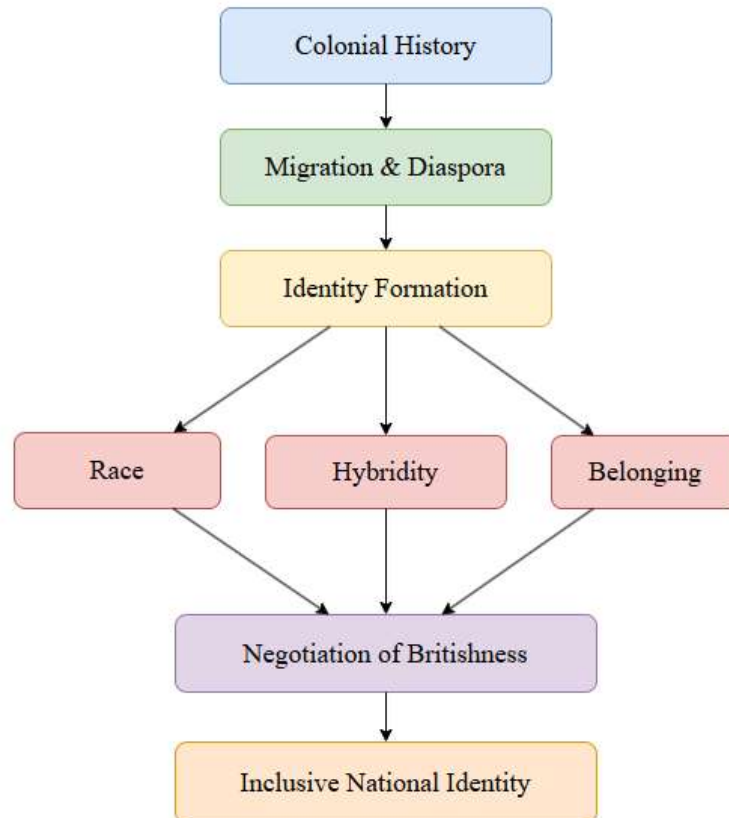 Colonial History
Migration & Diaspora
Identity Formation
Race
Hybridity
Belonging
Negotiation of Britishness
Inclusive National Identity